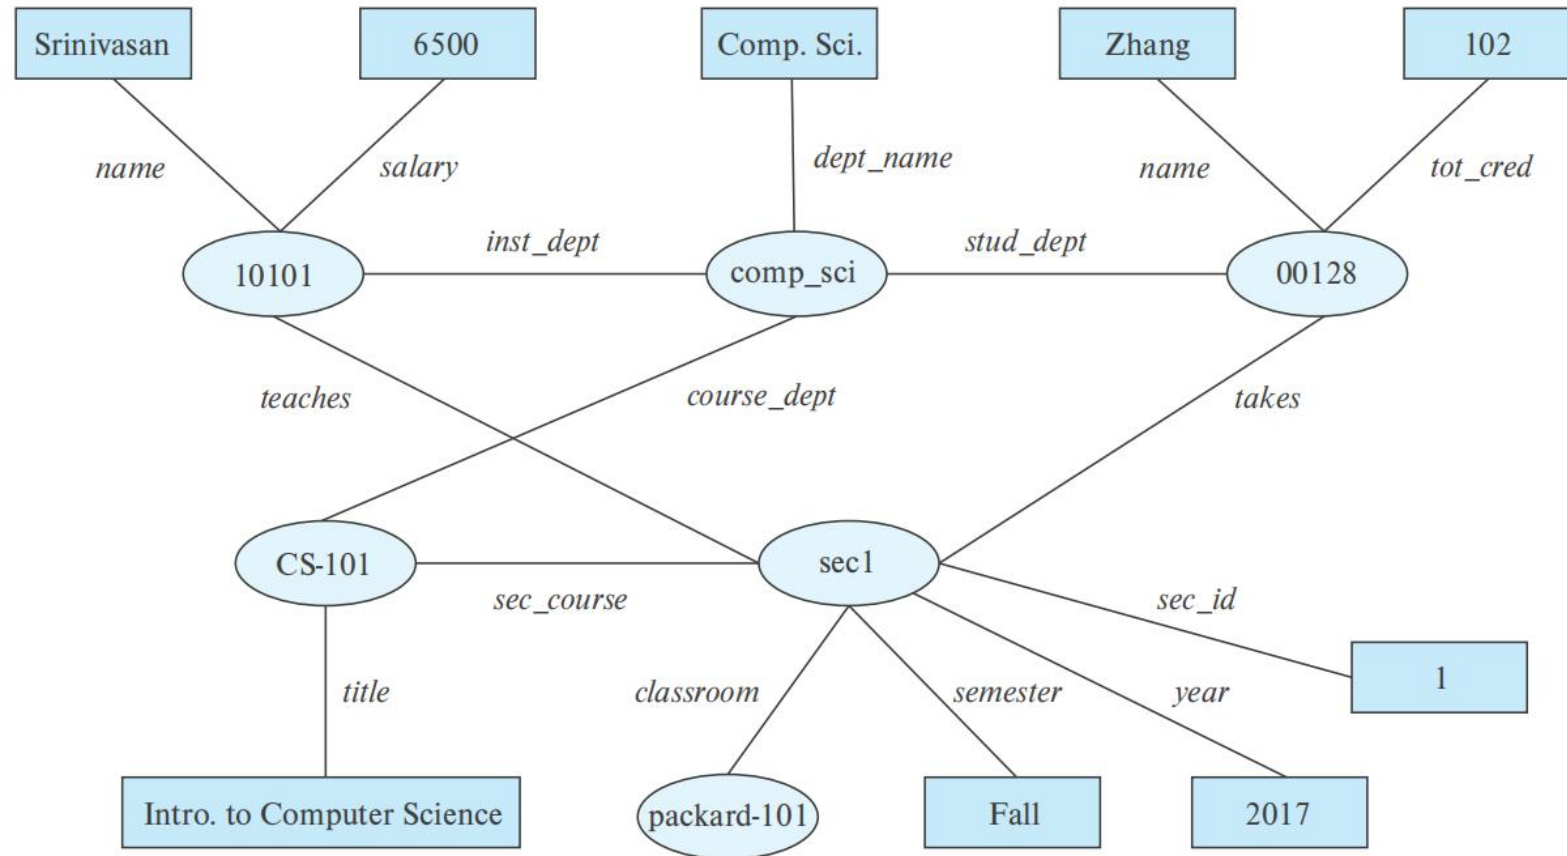 Srinivasan
6500
Comp. Sci.
Zhang
102
name
salary
dept_name
name
tot_cred
10101
inst_dept
comp_sci
stud_dept
00128
teaches
course_dept
takes
CS-101
sec_course
sec1
sec_id
1
title
classroom
semester
year
Intro. to Computer Science
packard-101
Fall
2017